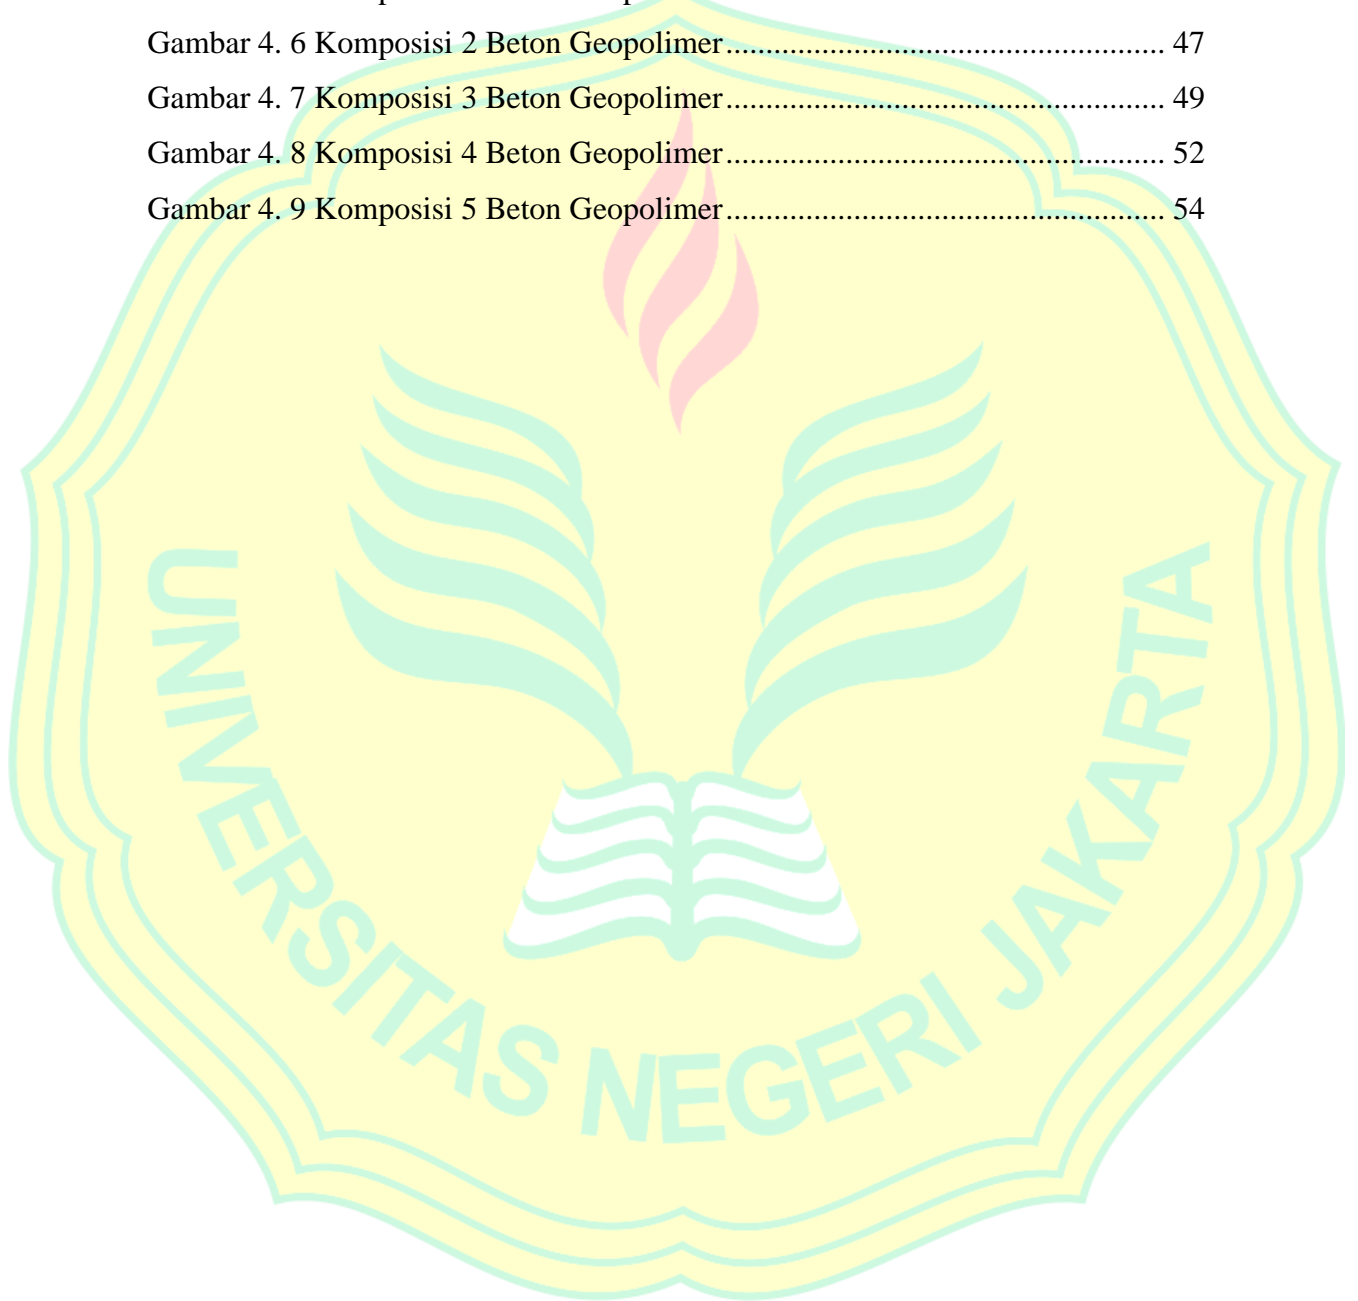 Gambar 4. 6 Komposisi 2 Beton Geopolimer........................................................ 47
Gambar 4. 7 Komposisi 3 Beton Geopolimer........................................................ 49
Gambar 4. 8 Komposisi 4 Beton Geopolimer........................................................ 52
Gambar 4. 9 Komposisi 5 Beton Geopolimer........................................................ 54
UNIVERSITAS NEGERI JAKARTA